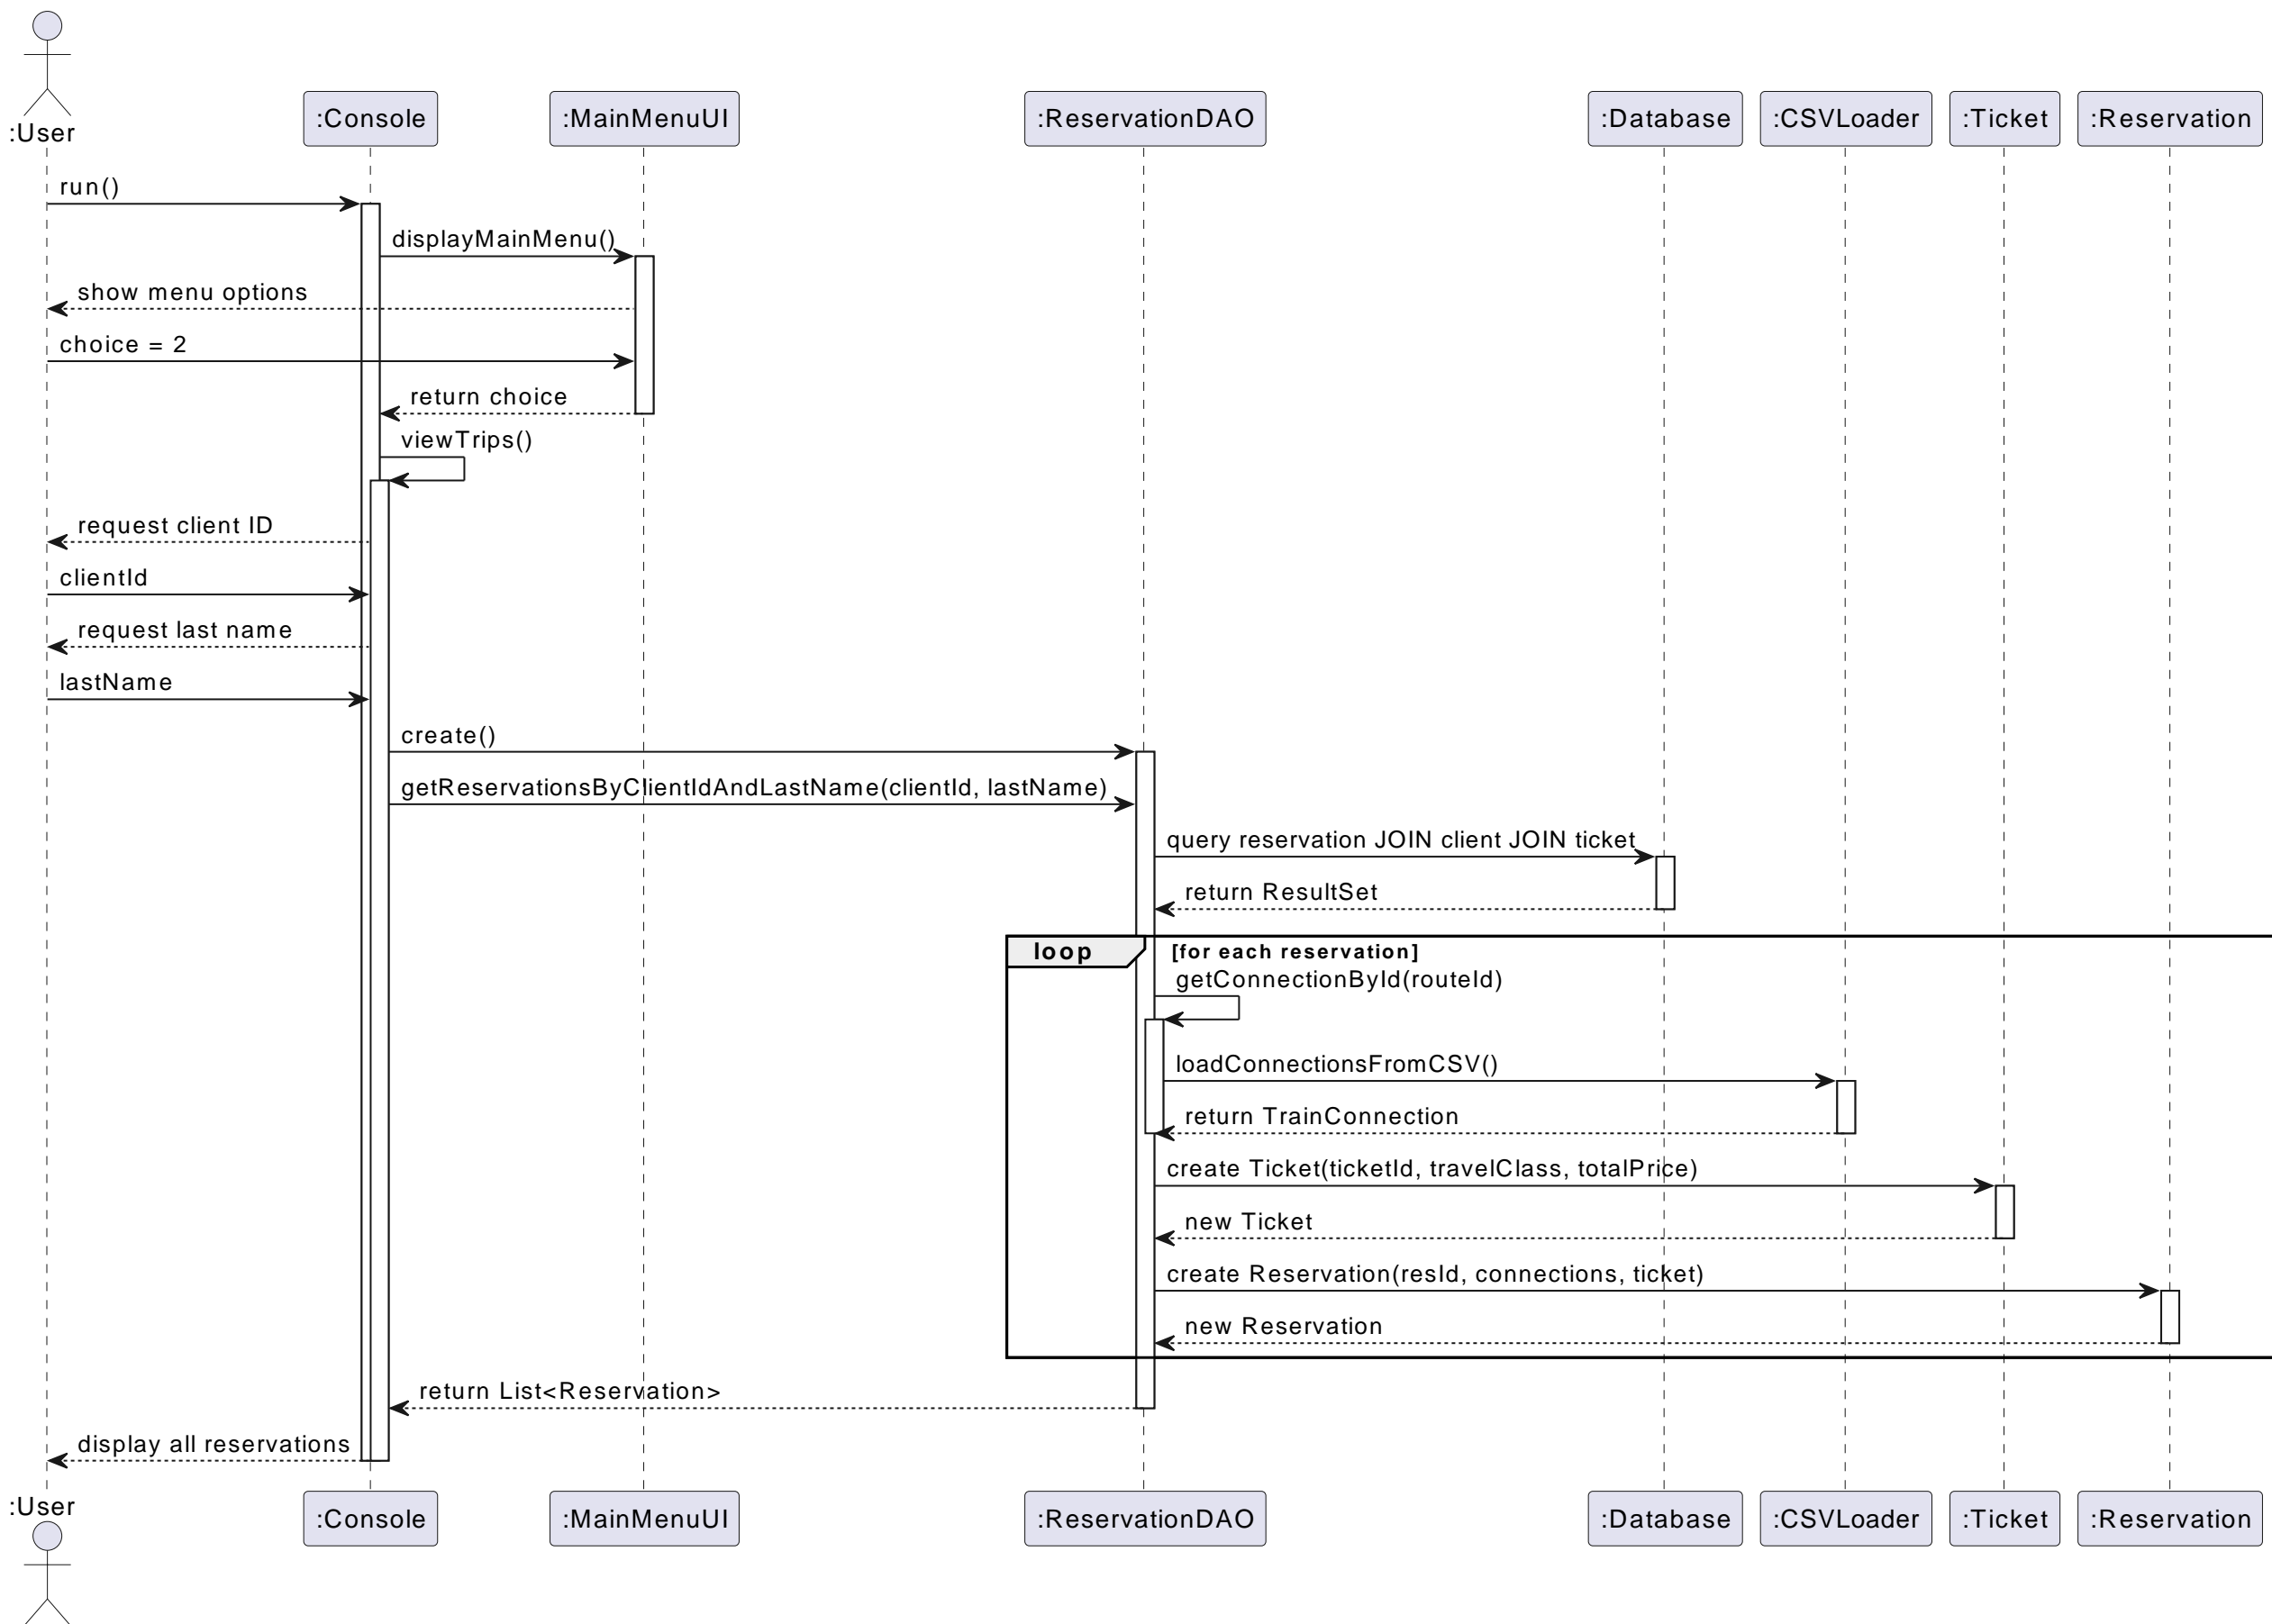 :User
:Console
:MainMenuUI
:ReservationDAO
:Database
:CSVLoader
:Ticket
:Reservation
run()
displayMainMenu()
show menu options
choice = 2
return choice
viewTrips()
request client ID
clientId
request last name
lastName
create()
getReservationsByClientIdAndLastName(clientId, lastName)
query reservation JOIN client JOIN ticket
return ResultSet
loop
[for each reservation]
getConnectionById(routeId)
loadConnectionsFromCSV()
return TrainConnection
create Ticket(ticketId, travelClass, totalPrice)
new Ticket
create Reservation(resId, connections, ticket)
new Reservation
return List<Reservation>
display all reservations
:User
:Console
:MainMenuUI
:ReservationDAO
:Database
:CSVLoader
:Ticket
:Reservation